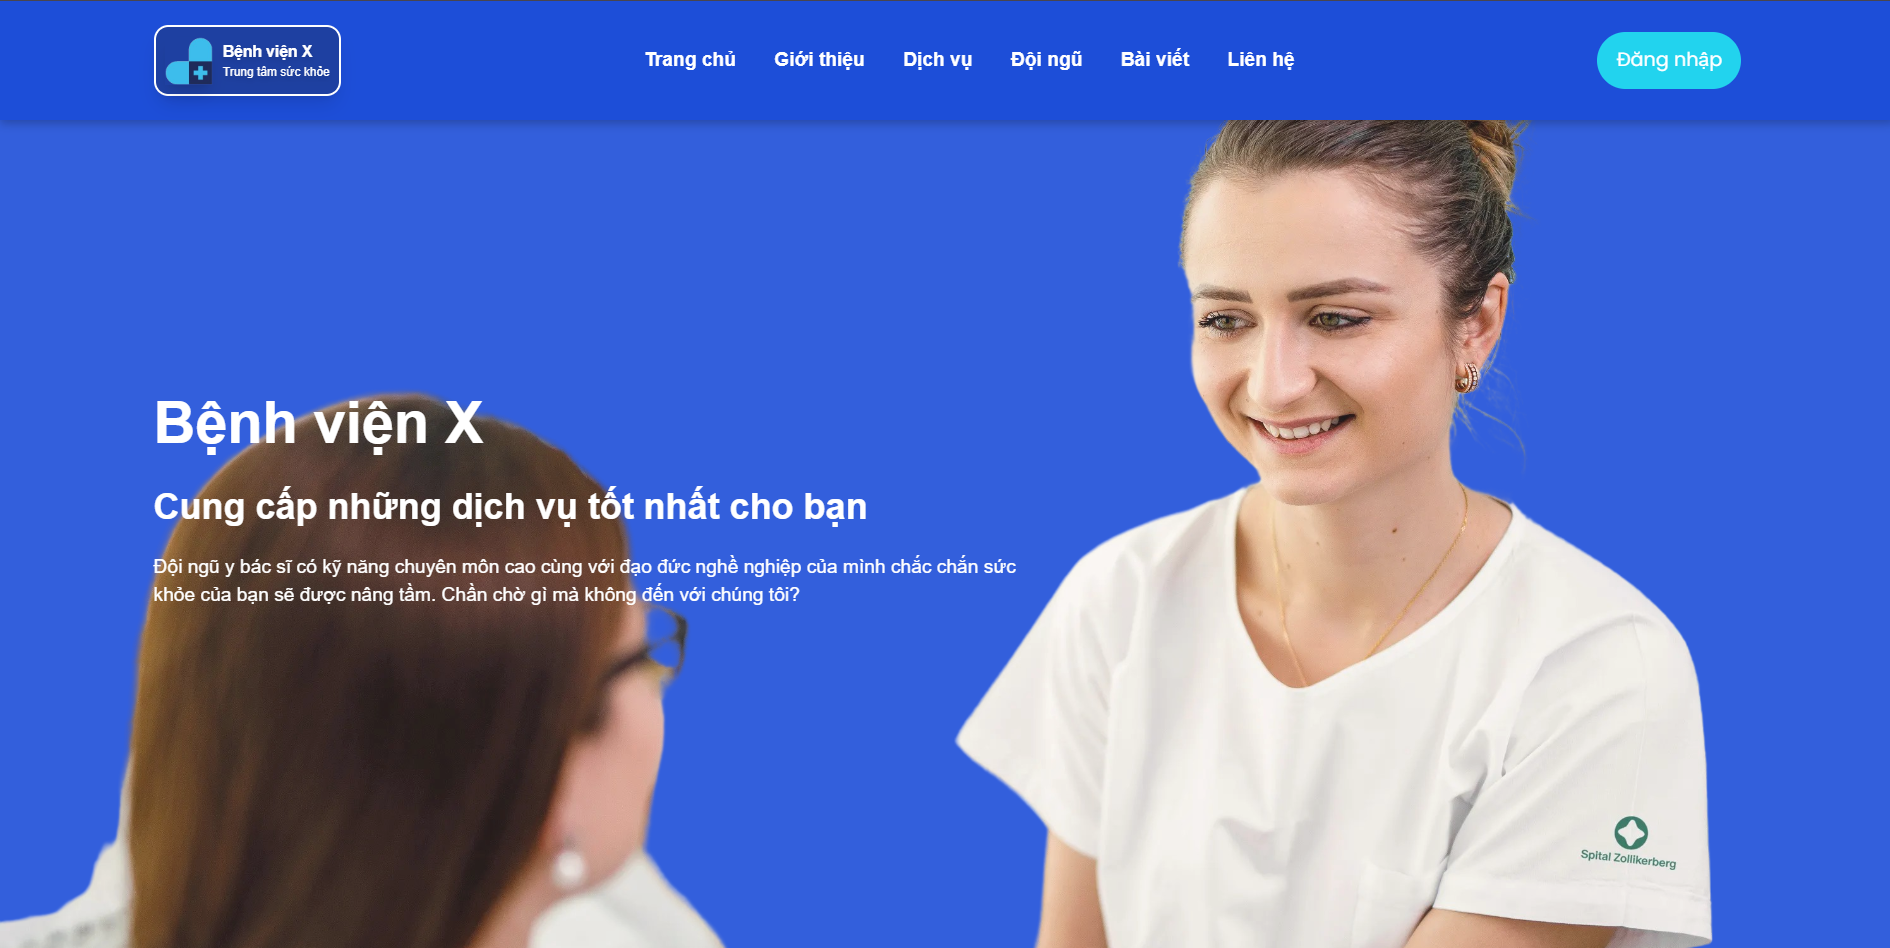 Bệnh viện X
Trung tâm sức khỏe
Trang chủ
Giới thiệu
Dịch vụ
Đội ngũ
Bài viết
Liên hệ
Đăng nhập
Bệnh viện X
Cung cấp những dịch vụ tốt nhất cho bạn
Đội ngũ y bác sĩ có kỹ năng chuyên môn cao cùng với đạo đức nghề nghiệp của mình chắc chắn sức
khỏe của bạn sẽ được nâng tầm. Chần chờ gì mà không đến với chúng tôi?
Spital Zollikerberg